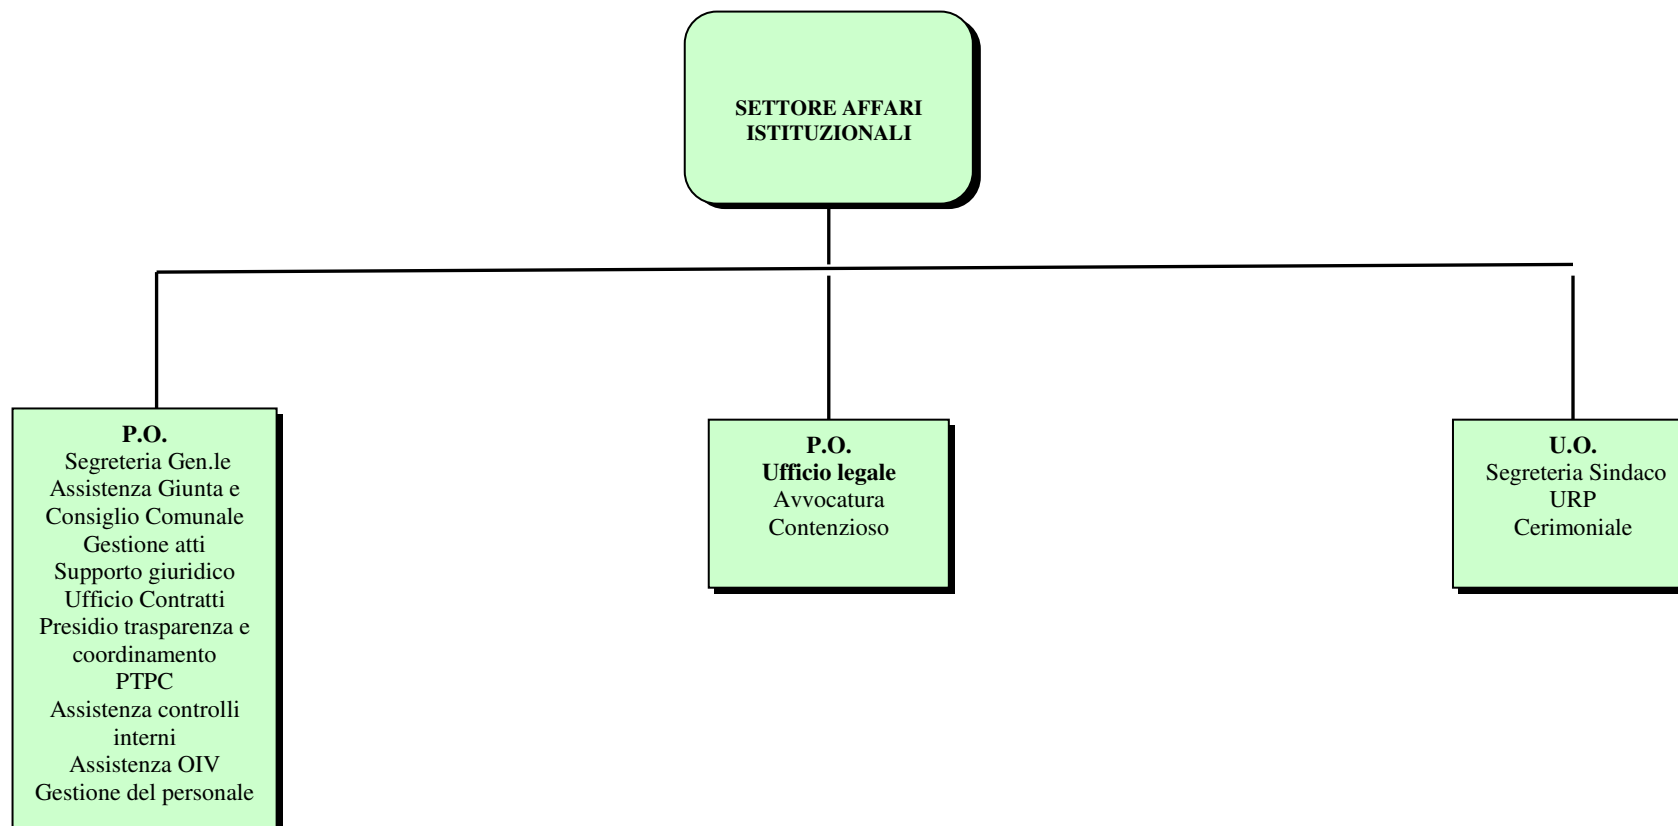 SETTORE AFFARI
ISTITUZIONALI
P.O.
Segreteria Gen.le
Assistenza Giunta e
Consiglio Comunale
Gestione atti
Supporto giuridico
Ufficio Contratti
Presidio trasparenza e
coordinamento
PTPC
Assistenza controlli
interni
Assistenza OIV
Gestione del personale
P.O.
Ufficio legale
Avvocatura
Contenzioso
U.O.
Segreteria Sindaco
URP
Cerimoniale